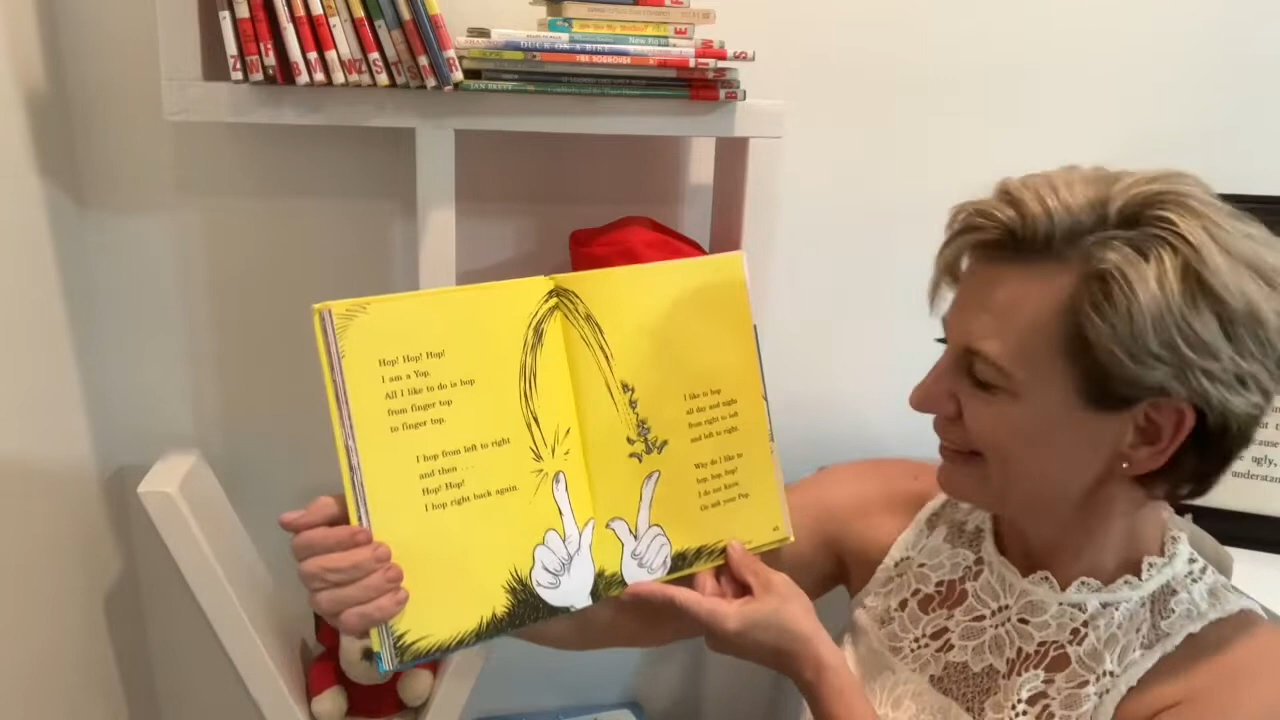 Z
W
F
B
M
F
W
Z
S
T
S
M
R
F
E
New
W
DUCK ON A BIKE
S
JAN BRETT
B
Hop! Hop! Hop!
I am a Yop.
All I like to do is hop
from finger top
to finger top.
I hop from left to right
and then . . .
Hop! Hop!
I hop right back again.
I like to hop
all day and night
from right to left
and left to right.
Why do I like to
hop, hop, hop?
I do not know.
Go ask your Pop.
ugly,
understan